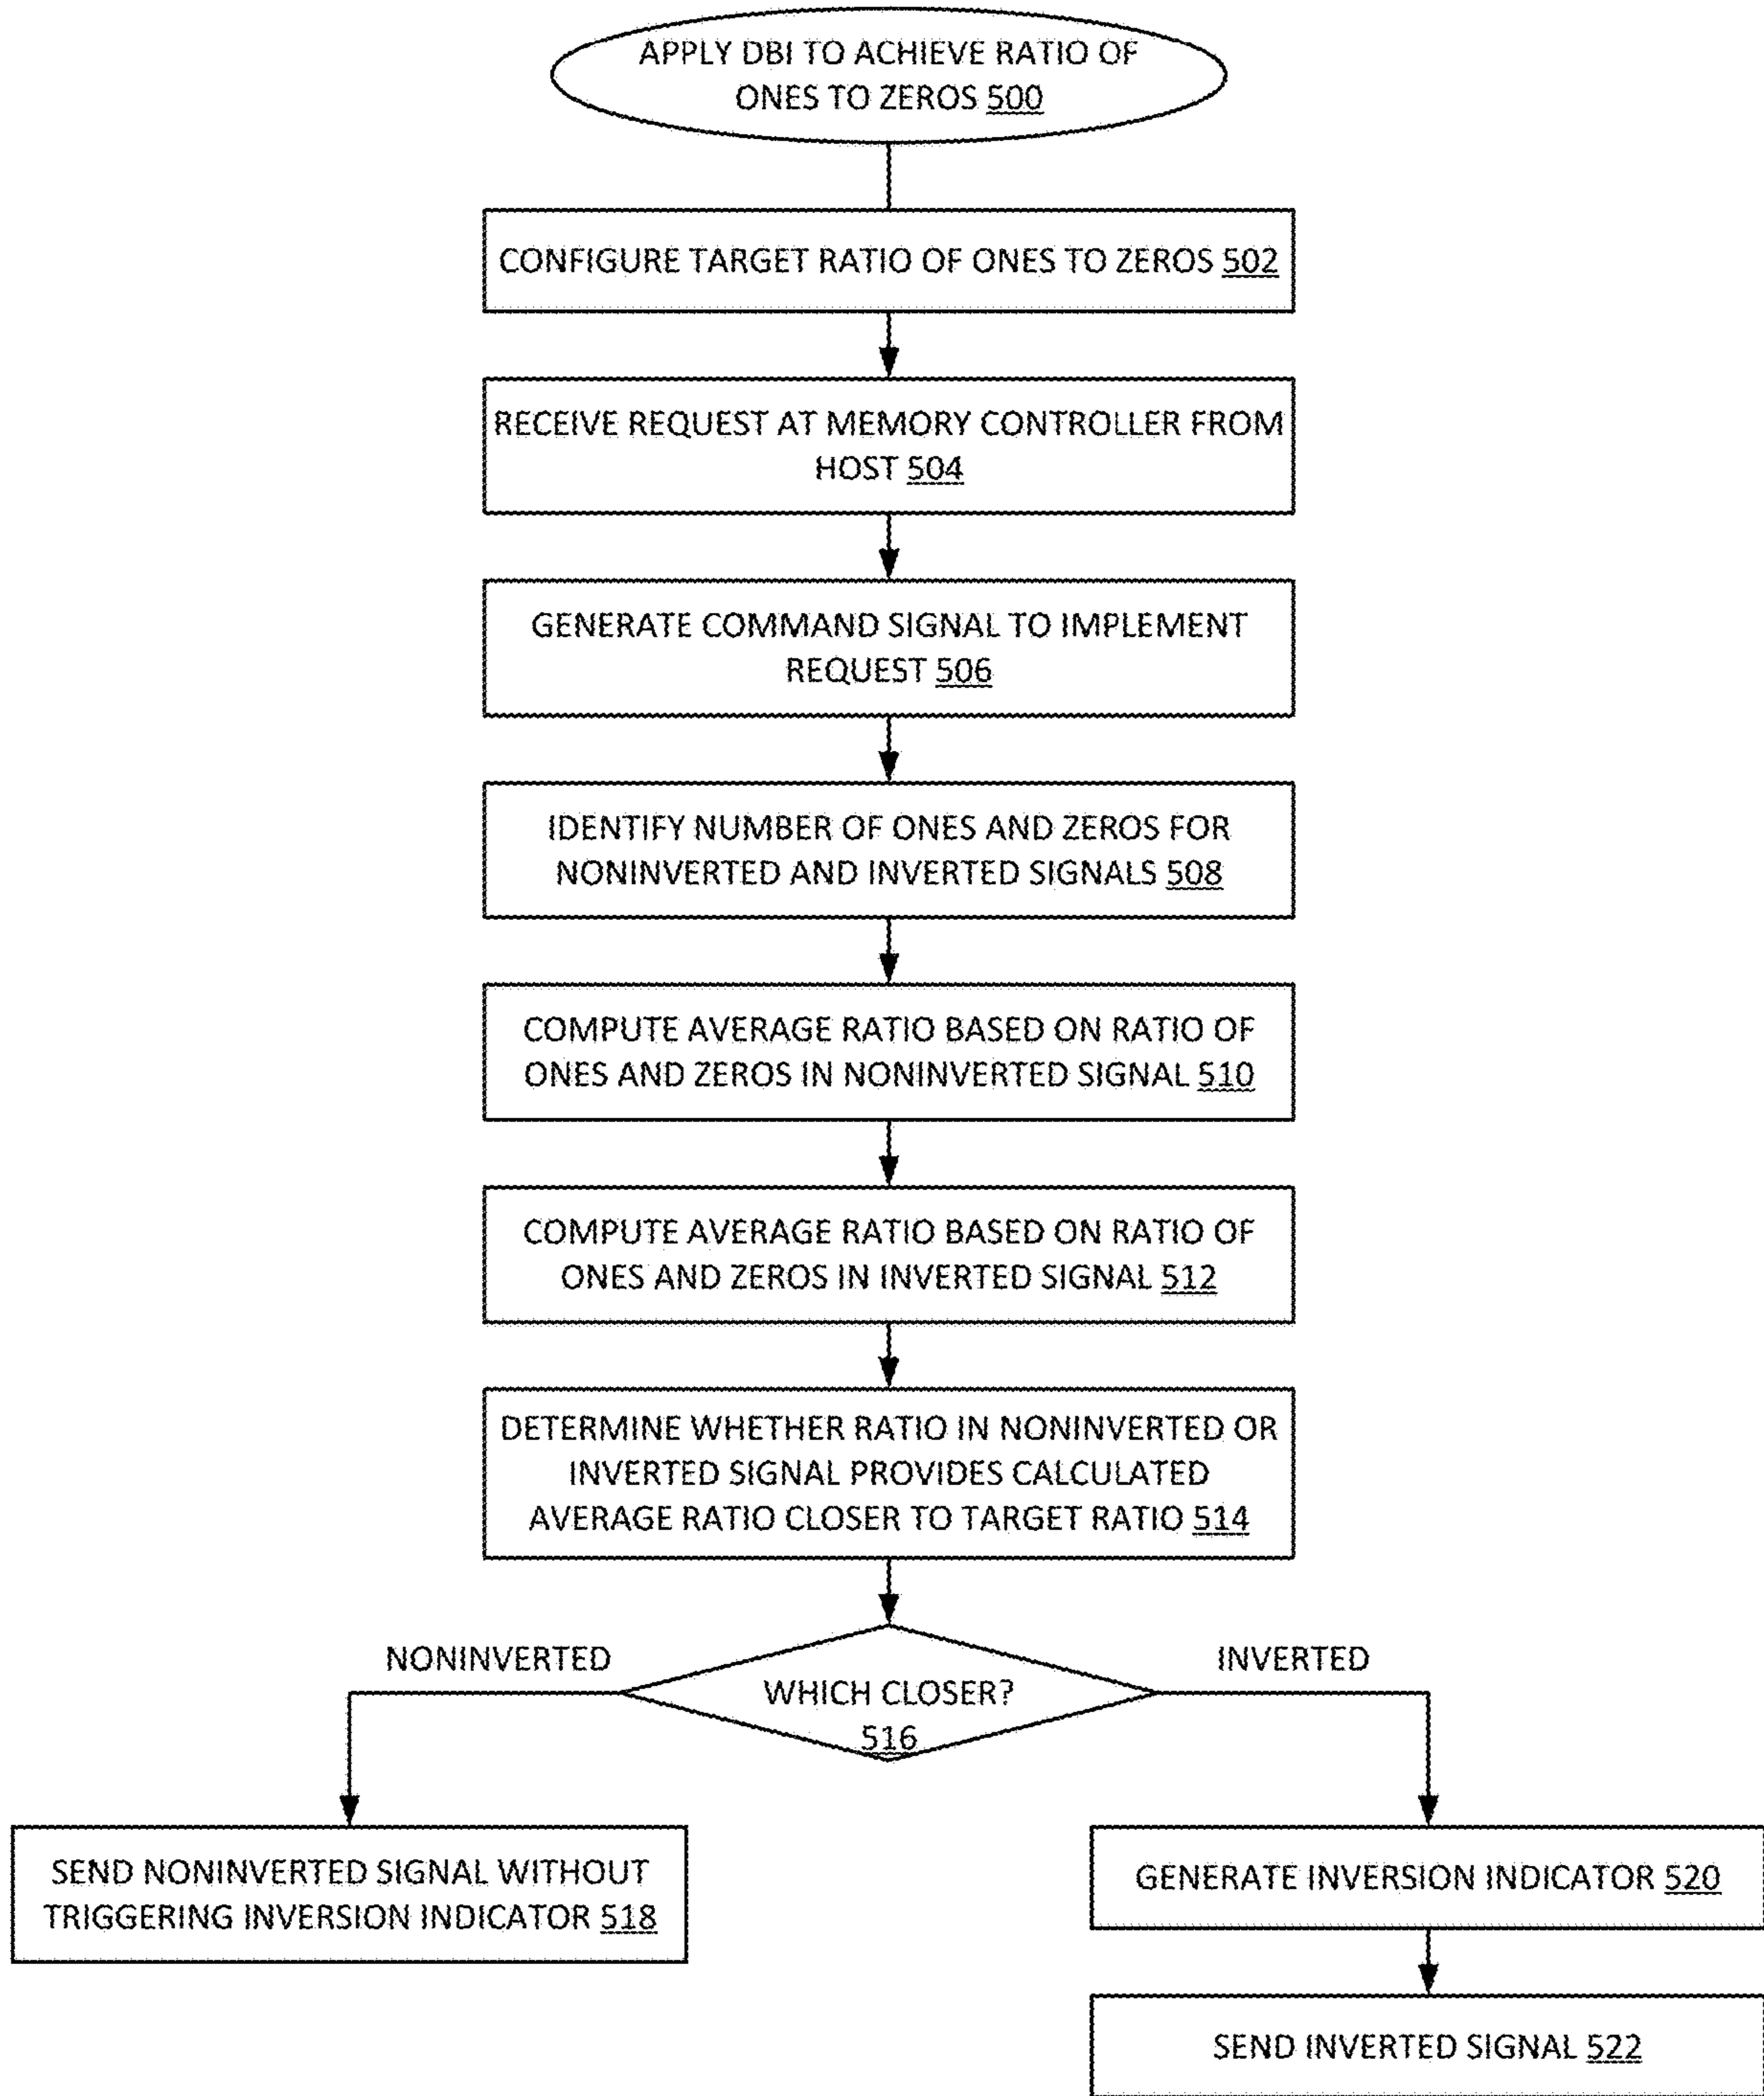 APPLY DBI TO ACHIEVE RATIO OF
ONES TO ZEROS 500
CONFIGURE TARGET RATIO OF ONES TO ZEROS 502
RECEIVE REQUEST AT MEMORY CONTROLLER FROM
HOST 504
GENERATE COMMAND SIGNAL TO IMPLEMENT
REQUEST 506
IDENTIFY NUMBER OF ONES AND ZEROS FOR
NONINVERTED AND INVERTED SIGNALS 508
COMPUTE AVERAGE RATIO BASED ON RATIO OF
ONES AND ZEROS IN NONINVERTED SIGNAL 510
COMPUTE AVERAGE RATIO BASED ON RATIO OF
ONES AND ZEROS IN INVERTED SIGNAL 512
DETERMINE WHETHER RATIO IN NONINVERTED OR
INVERTED SIGNAL PROVIDES CALCULATED
AVERAGE RATIO CLOSER TO TARGET RATIO 514
NONINVERTED
INVERTED
WHICH CLOSER?
516
SEND NONINVERTED SIGNAL WITHOUT
TRIGGERING INVERSION INDICATOR 518
GENERATE INVERSION INDICATOR 520
SEND INVERTED SIGNAL 522